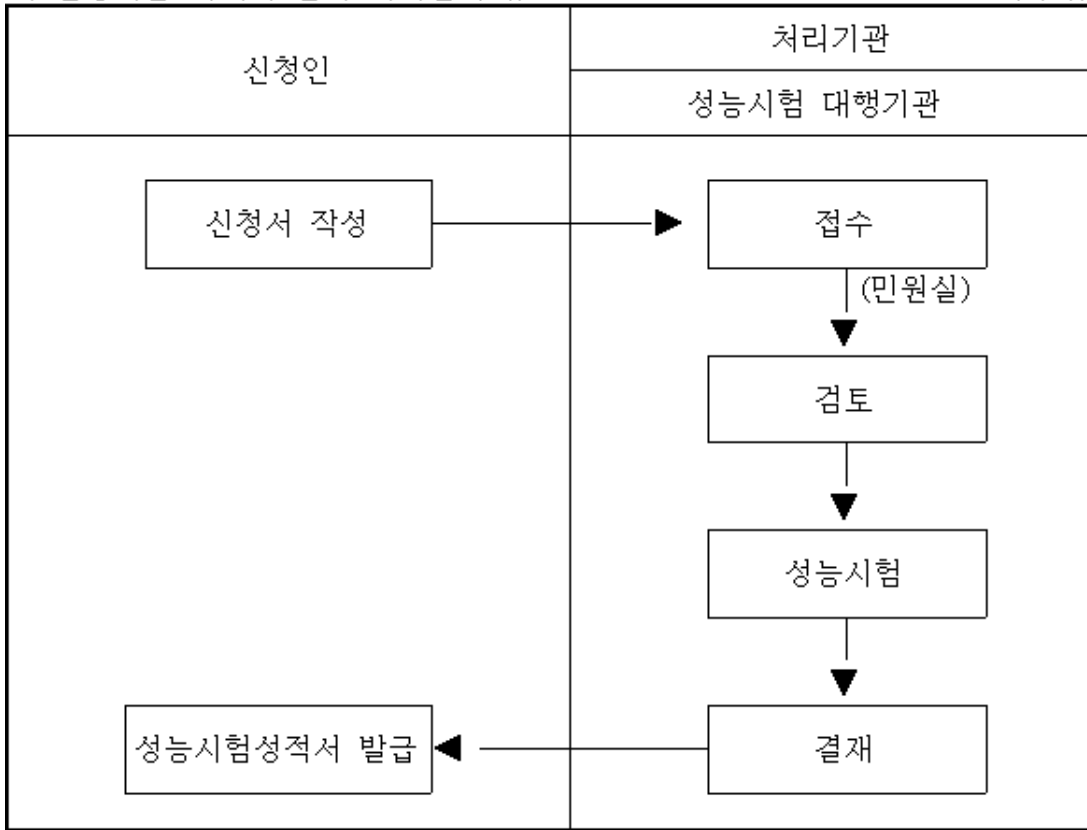 신청인
처리기관
성능시험 대행기관
신청서 작성
접수
(민원실)
검토
성능시험
성능시험성적서 발급
결재